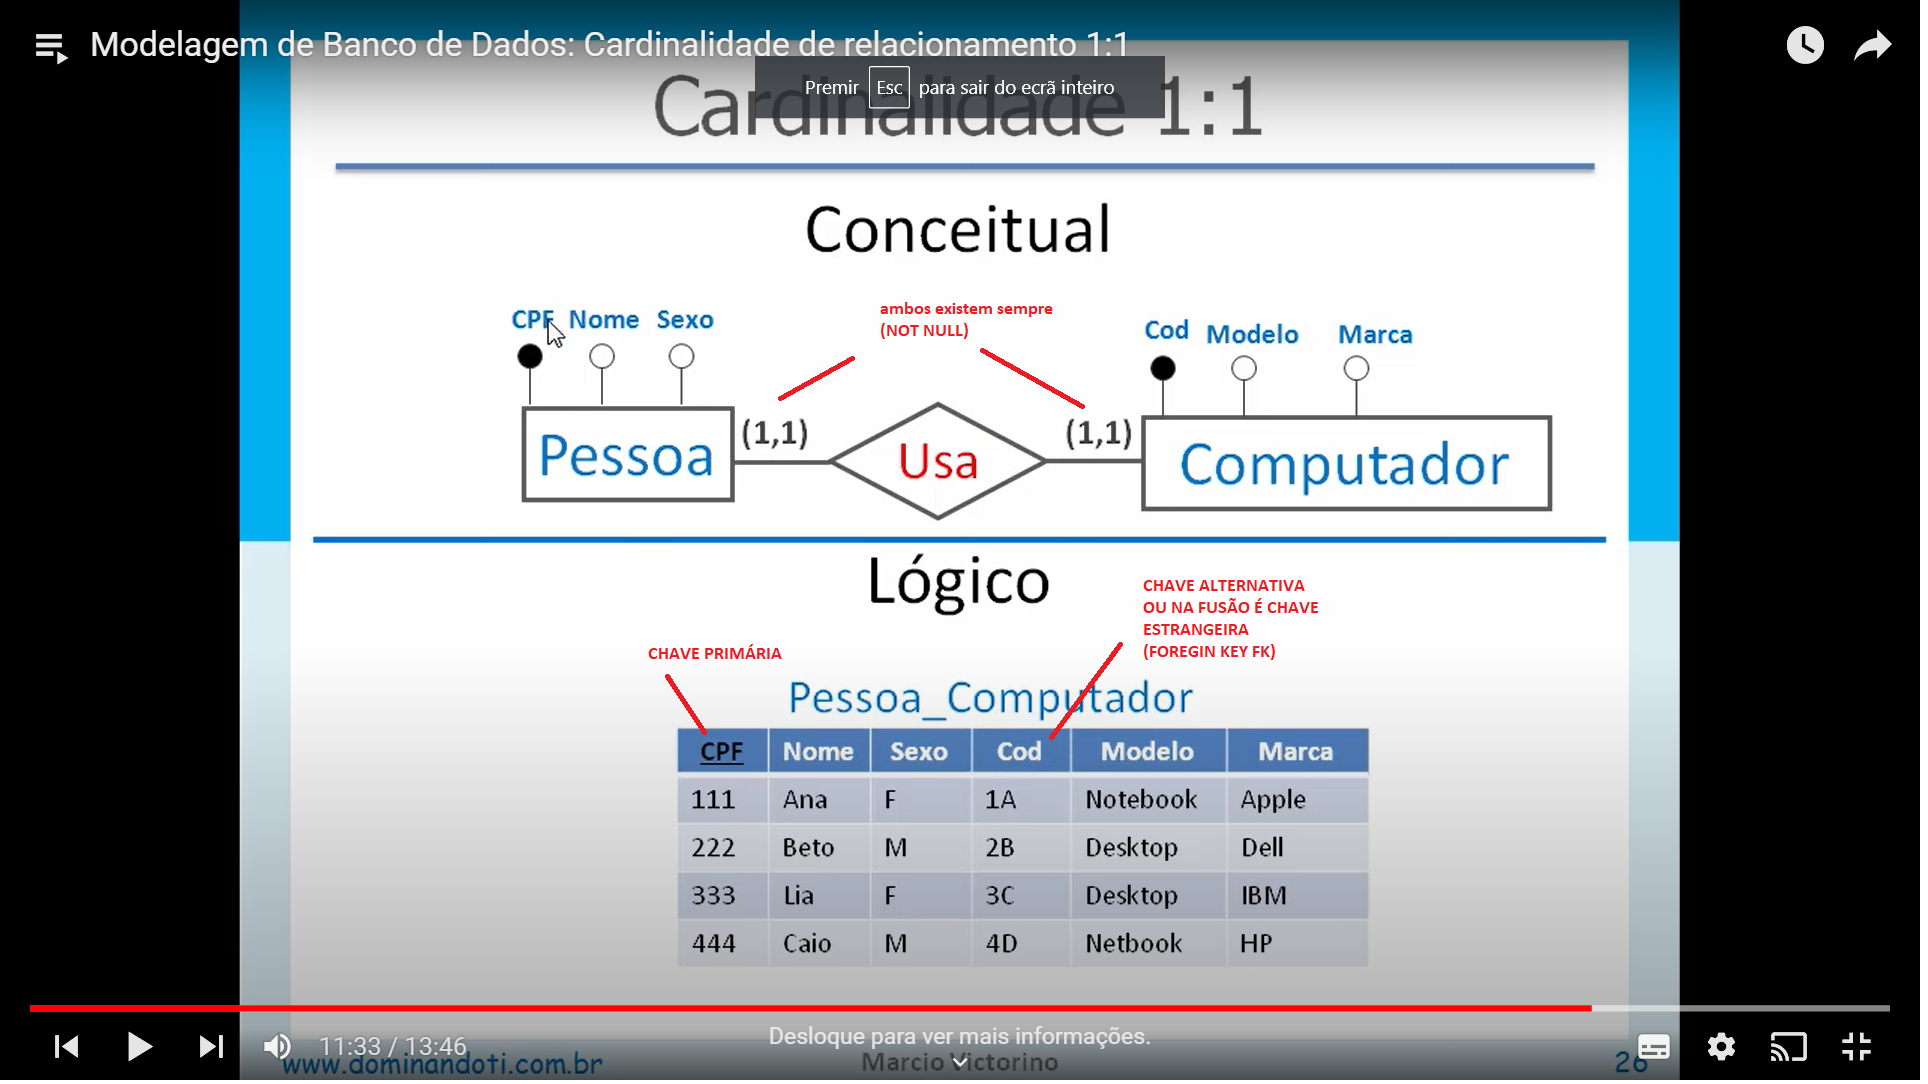 Modelagem de Banco de Dados: Cardinalidade de relacionamento 1:1
Premir Esc para sair do ecrã inteiro
Cardinalidade 1:1
Conceitual
ambos existem sempre
(NOT NULL)
CPF Nome Sexo
Cod Modelo Marca
(1,1) (1,1)
Pessoa Usa Computador
Lógico
CHAVE ALTERNATIVA
OU NA FUSÃO É CHAVE
ESTRANGEIRA
(FOREGIN KEY FK)
CHAVE PRIMÁRIA
Pessoa_Computador
CPF Nome Sexo Cod Modelo Marca
111 Ana F 1A Notebook Apple
222 Beto M 2B Desktop Dell
333 Lia F 3C Desktop IBM
444 Caio M 4D Netbook HP
11:33 / 13:46
Desloque para ver mais informações.
www.dominandoti.com.br
Marcio Victorino
26